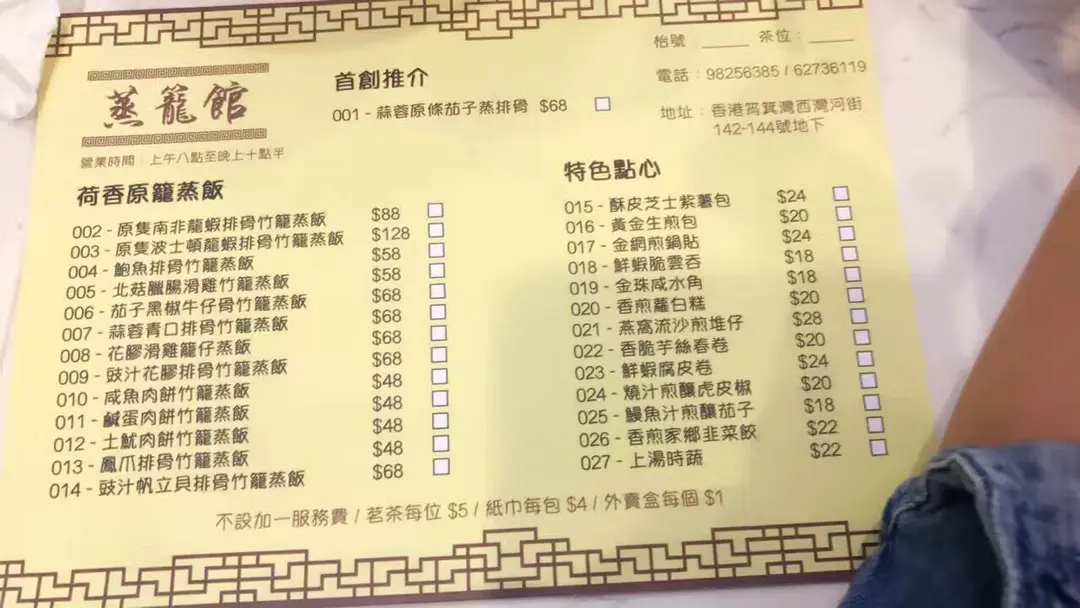 蒸籠館
營業時間：上午八點至晚上十點半
首創推介
001 - 蒜蓉原條茄子蒸排骨 $68
枱號 _____ 茶位：_____
電話：98256385 / 62736119
地址：香港筲箕灣西灣河街
142-144號地下
荷香原籠蒸飯
002 - 原隻南非龍蝦排骨竹籠蒸飯 $88
003 - 原隻波士頓龍蝦排骨竹籠蒸飯 $128
004 - 鮑魚排骨竹籠蒸飯 $58
005 - 北菇臘腸滑雞竹籠蒸飯 $58
006 - 茄子黑椒牛仔骨竹籠蒸飯 $68
007 - 蒜蓉青口排骨竹籠蒸飯 $68
008 - 花膠滑雞籠仔蒸飯 $68
009 - 豉汁花膠排骨竹籠蒸飯 $68
010 - 咸魚肉餅竹籠蒸飯 $48
011 - 鹹蛋肉餅竹籠蒸飯 $48
012 - 土魷肉餅竹籠蒸飯 $48
013 - 鳳爪排骨竹籠蒸飯 $48
014 - 豉汁帆立貝排骨竹籠蒸飯 $68
特色點心
015 - 酥皮芝士紫薯包 $24
016 - 黃金生煎包 $20
017 - 金網煎鍋貼 $24
018 - 鮮蝦脆雲吞 $18
019 - 金珠咸水角 $18
020 - 香煎蘿白糕 $20
021 - 燕窩流沙煎堆仔 $28
022 - 香脆芋絲春卷 $20
023 - 鮮蝦腐皮卷 $24
024 - 燒汁煎釀虎皮椒 $20
025 - 鰻魚汁煎釀茄子 $18
026 - 香煎家鄉韭菜餃 $22
027 - 上湯時蔬 $22
不設加一服務費 / 茗茶每位 $5 / 紙巾每包 $4 / 外賣盒每個 $1